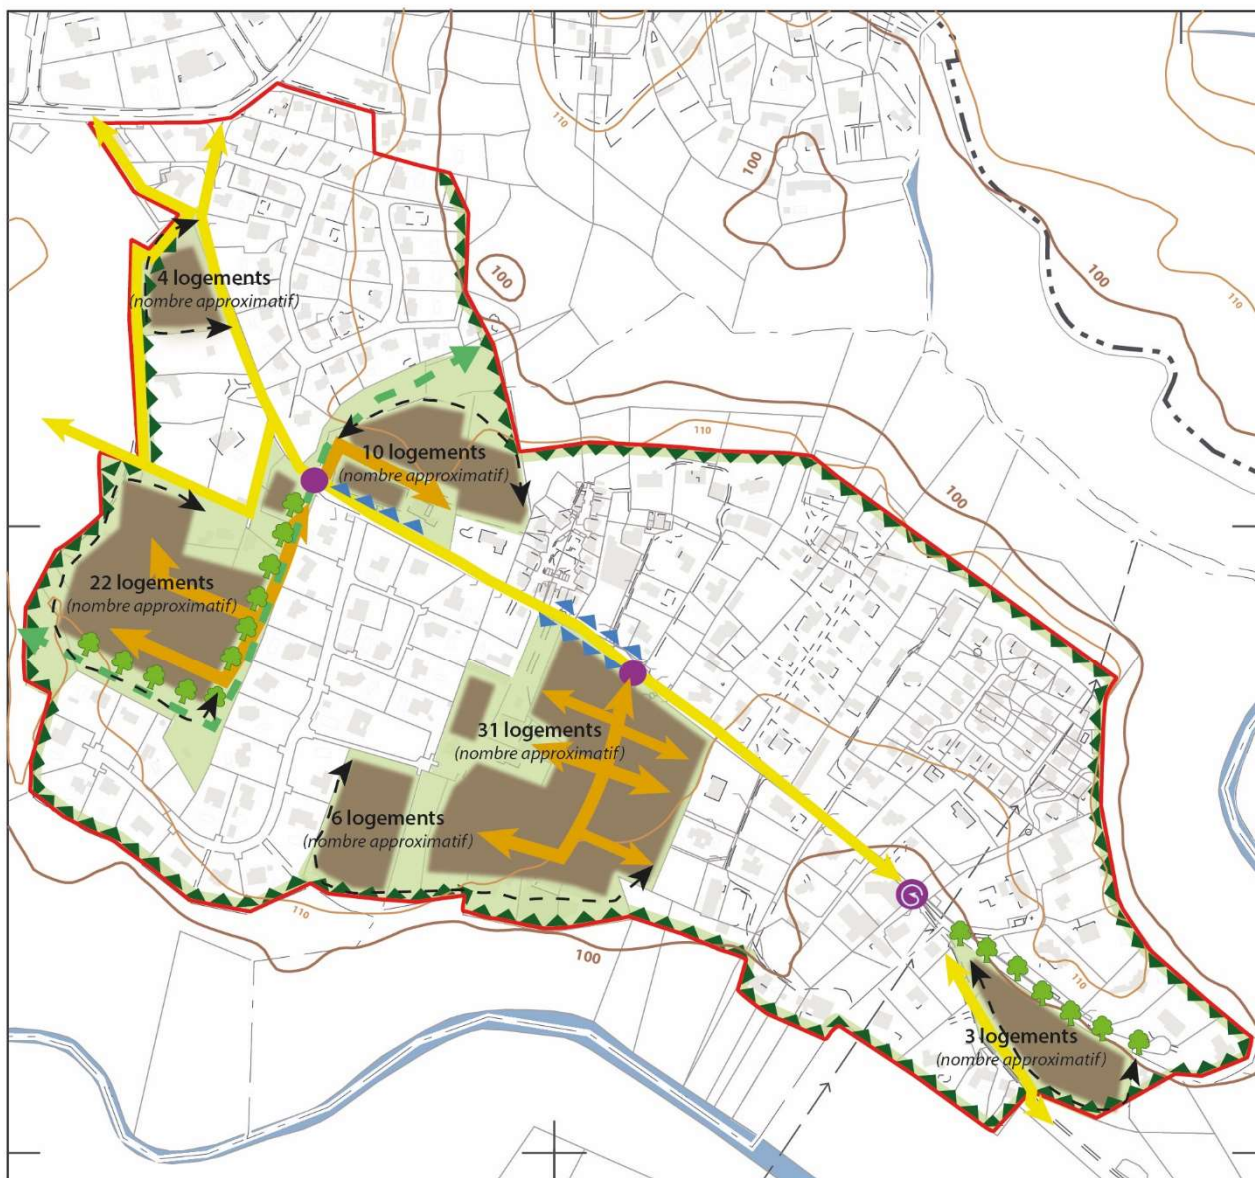 110
100
100
110
100
4 logements
(nombre approximatif)
110
10 logements
(nombre approximatif)
100
22 logements
(nombre approximatif)
31 logements
(nombre approximatif)
6 logements
(nombre approximatif)
110
100
110
3 logements
(nombre approximatif)